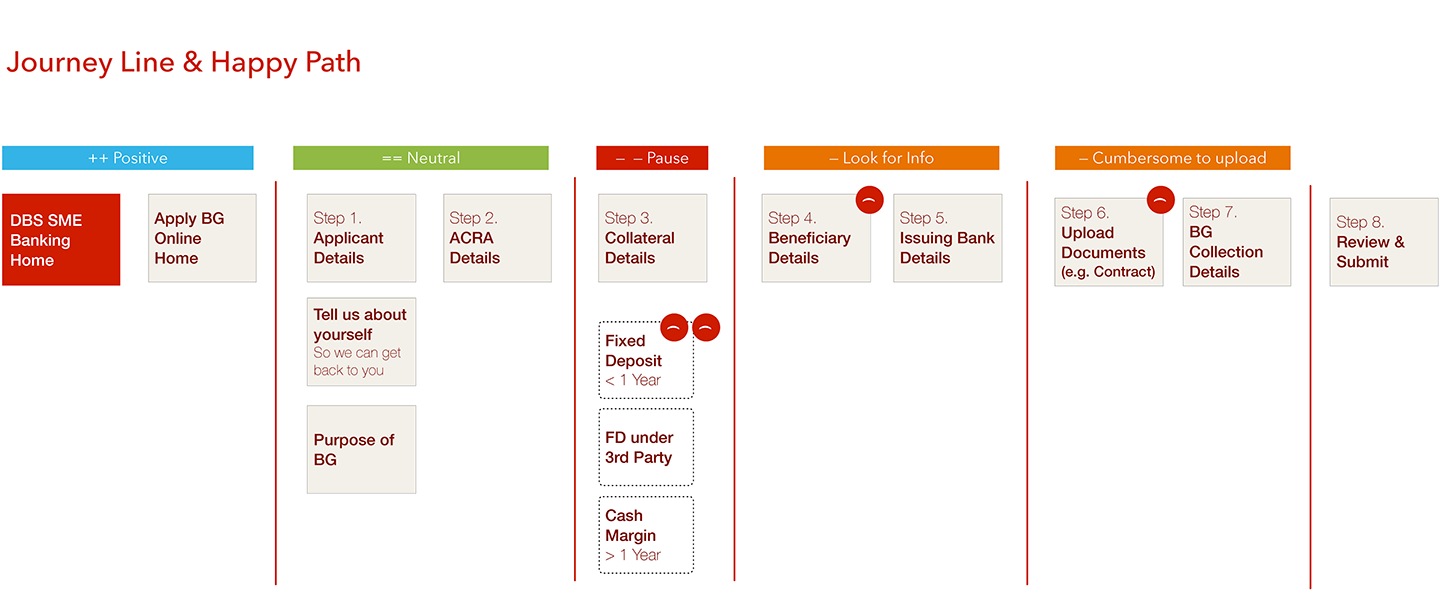 Journey Line & Happy Path
++ Positive
== Neutral
– – Pause
– Look for Info
– Cumbersome to upload
DBS SME
Banking
Home
Apply BG
Online
Home
Step 1.
Applicant
Details
Step 2.
ACRA
Details
Step 3.
Collateral
Details
Step 4.
Beneficiary
Details
Step 5.
Issuing Bank
Details
Step 6.
Upload
Documents
(e.g. Contract)
Step 7.
BG
Collection
Details
Step 8.
Review &
Submit
Tell us about
yourself
So we can get
back to you
Purpose of
BG
Fixed
Deposit
< 1 Year
FD under
3rd Party
Cash
Margin
> 1 Year